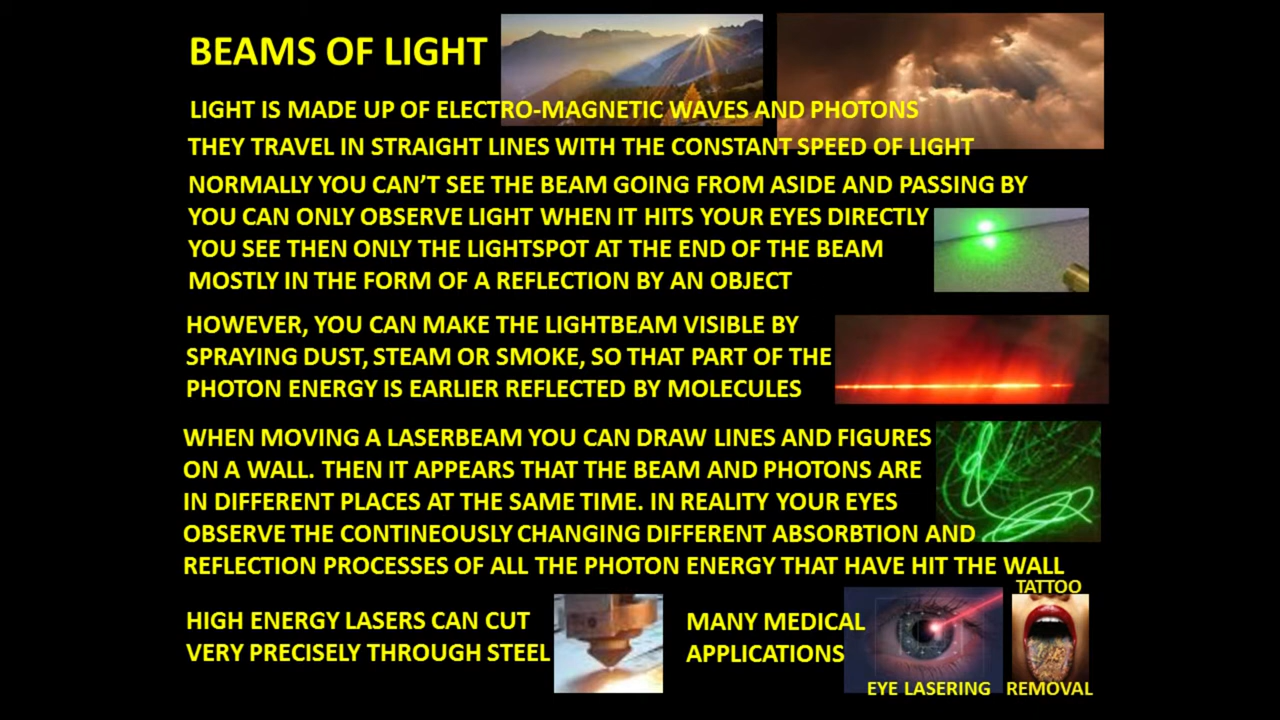 BEAMS OF LIGHT
LIGHT IS MADE UP OF ELECTRO-MAGNETIC WAVES AND PHOTONS
THEY TRAVEL IN STRAIGHT LINES WITH THE CONSTANT SPEED OF LIGHT
NORMALLY YOU CAN’T SEE THE BEAM GOING FROM ASIDE AND PASSING BY
YOU CAN ONLY OBSERVE LIGHT WHEN IT HITS YOUR EYES DIRECTLY
YOU SEE THEN ONLY THE LIGHTSPOT AT THE END OF THE BEAM
MOSTLY IN THE FORM OF A REFLECTION BY AN OBJECT
HOWEVER, YOU CAN MAKE THE LIGHTBEAM VISIBLE BY
SPRAYING DUST, STEAM OR SMOKE, SO THAT PART OF THE
PHOTON ENERGY IS EARLIER REFLECTED BY MOLECULES
WHEN MOVING A LASERBEAM YOU CAN DRAW LINES AND FIGURES
ON A WALL. THEN IT APPEARS THAT THE BEAM AND PHOTONS ARE
IN DIFFERENT PLACES AT THE SAME TIME. IN REALITY YOUR EYES
OBSERVE THE CONTINEOUSLY CHANGING DIFFERENT ABSORBTION AND
REFLECTION PROCESSES OF ALL THE PHOTON ENERGY THAT HAVE HIT THE WALL
HIGH ENERGY LASERS CAN CUT
VERY PRECISELY THROUGH STEEL
MANY MEDICAL
APPLICATIONS
EYE LASERING
TATTOO
REMOVAL